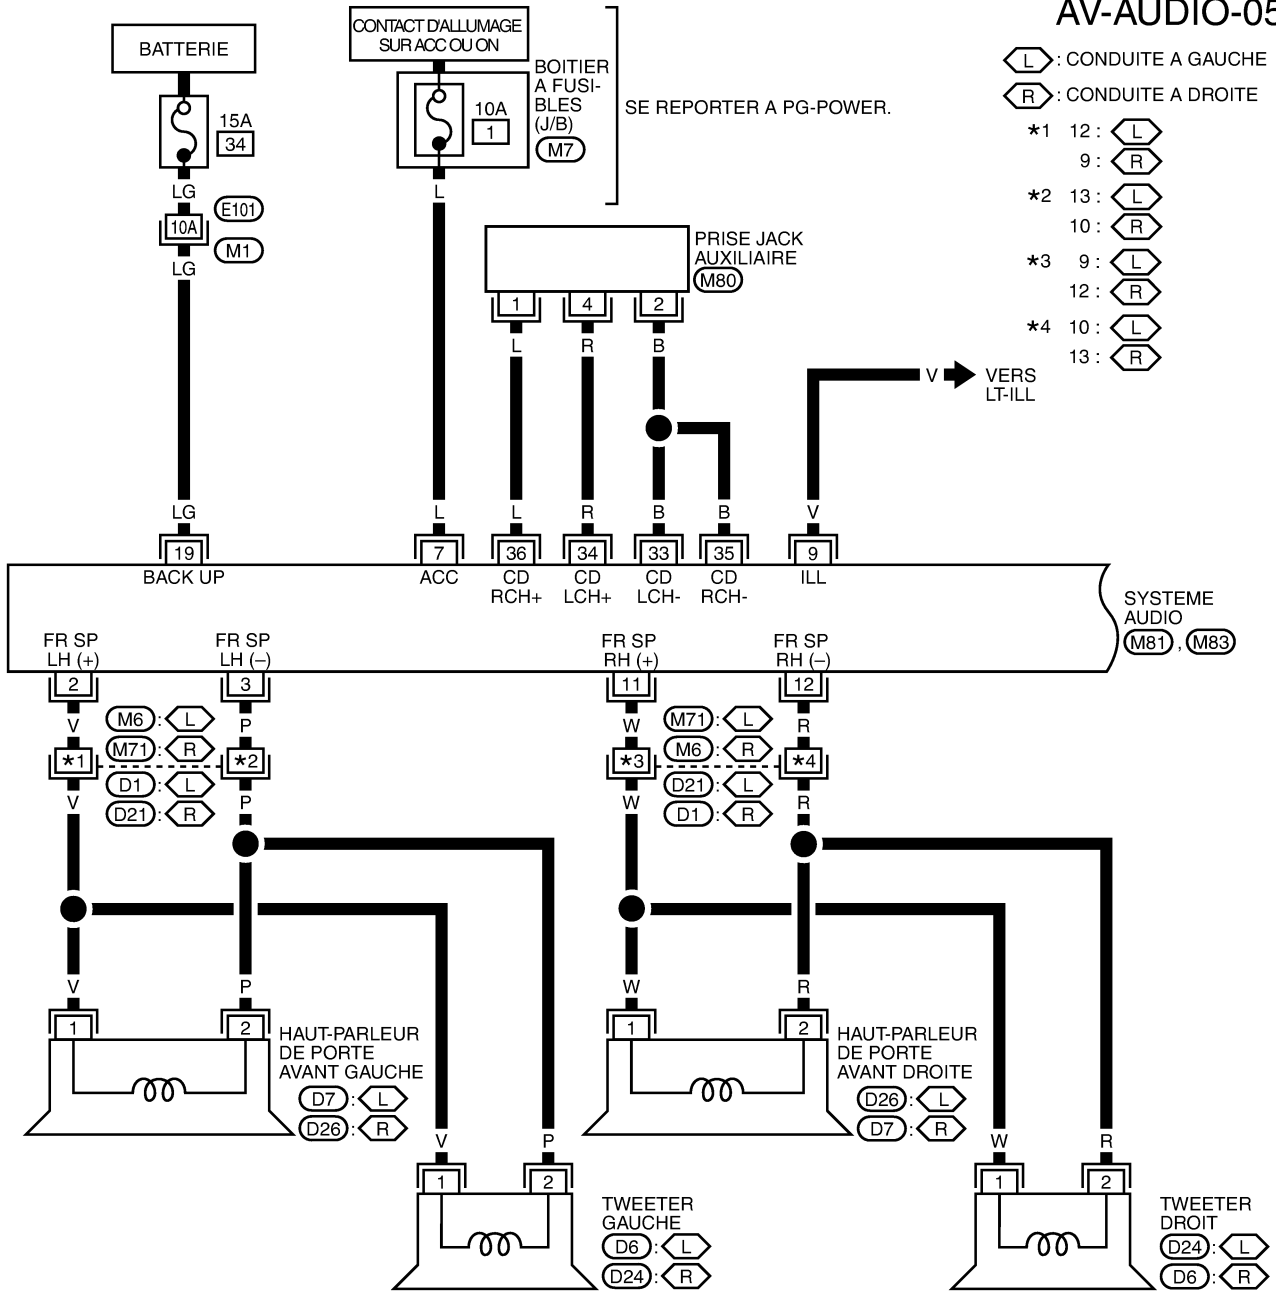 AV-AUDIO-05
L : CONDUITE A GAUCHE
R : CONDUITE A DROITE
*1 12 : L
9 : R
*2 13 : L
10 : R
*3 9 : L
12 : R
*4 10 : L
13 : R
BATTERIE
15A
34
LG
E101
10A
M1
LG
LG
CONTACT D'ALLUMAGE
SUR ACC OU ON
10A
1
BOITIER
A FUSI-
BLES
(J/B)
M7
SE REPORTER A PG-POWER.
L
L
PRISE JACK
AUXILIAIRE
M80
1 4 2
L R B
V VERS
LT-ILL
L R B B V
19 7 36 34 33 35 9
BACK UP ACC CD CD CD CD ILL
RCH+ LCH+ LCH- RCH-
SYSTEME
AUDIO
M81 , M83
FR SP FR SP FR SP FR SP
LH (+) LH (–) RH (+) RH (–)
2 3 11 12
V M6 : L P W M71 : L R
M71 : R M6 : R
*1 *2 *3 *4
D1 : L D21 : L
V P W R
D21 : R D1 : R
V P W R
1 2 1 2
HAUT-PARLEUR
DE PORTE
AVANT GAUCHE
D7 : L
D26 : R
HAUT-PARLEUR
DE PORTE
AVANT DROITE
D26 : L
D7 : R
V P W R
1 2 1 2
TWEETER
GAUCHE
D6 : L
D24 : R
TWEETER
DROIT
D24 : L
D6 : R